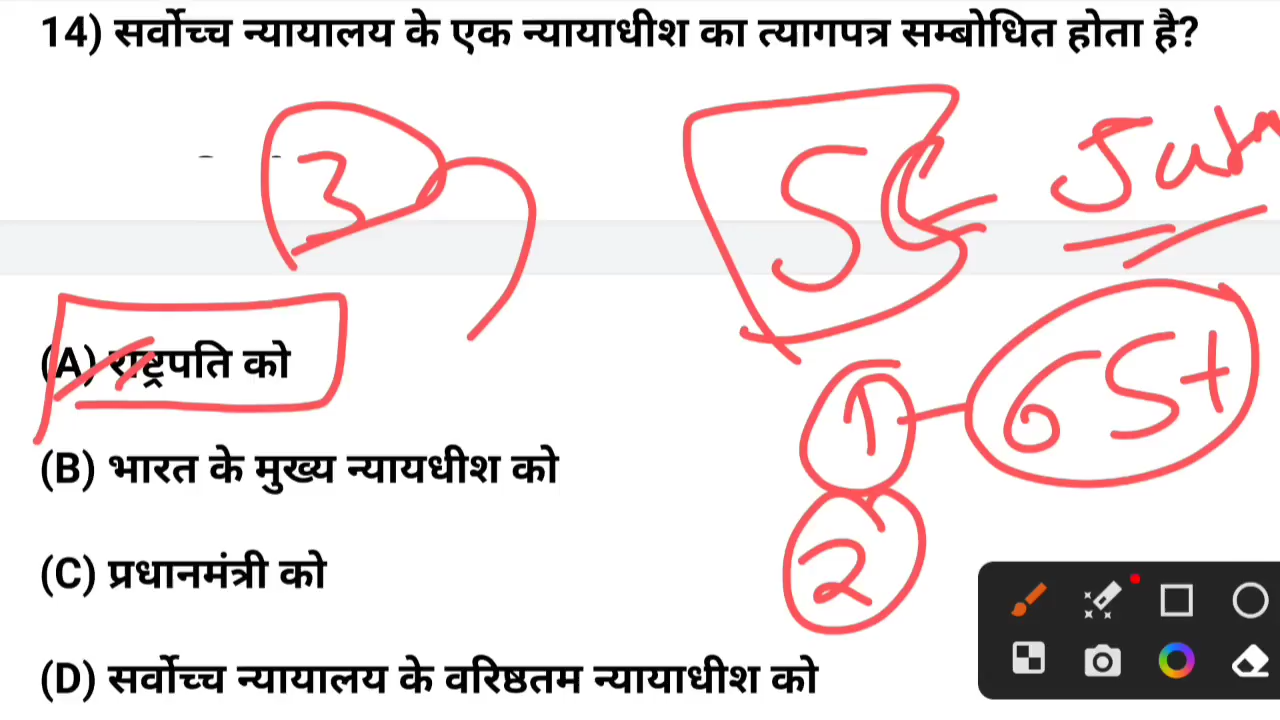 14) सर्वोच्च न्यायालय के एक न्यायाधीश का त्यागपत्र सम्बोधित होता है?
3
SC
1 65+
2
(A) राष्ट्रपति को
(B) भारत के मुख्य न्यायधीश को
(C) प्रधानमंत्री को
(D) सर्वोच्च न्यायालय के वरिष्ठतम न्यायाधीश को